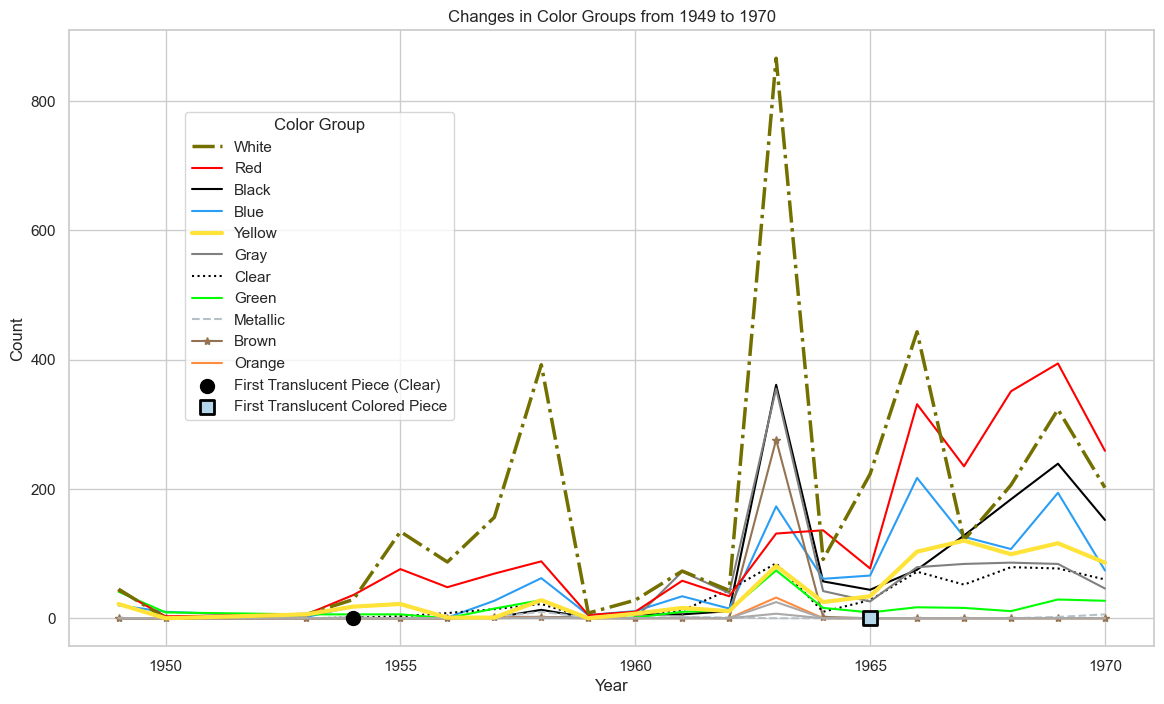 Changes in Color Groups from 1949 to 1970
800
600
400
200
0
Count
Color Group
White
Red
Black
Blue
Yellow
Gray
Clear
Green
Metallic
Brown
Orange
First Translucent Piece (Clear)
First Translucent Colored Piece
1950
1955
1960
1965
1970
Year